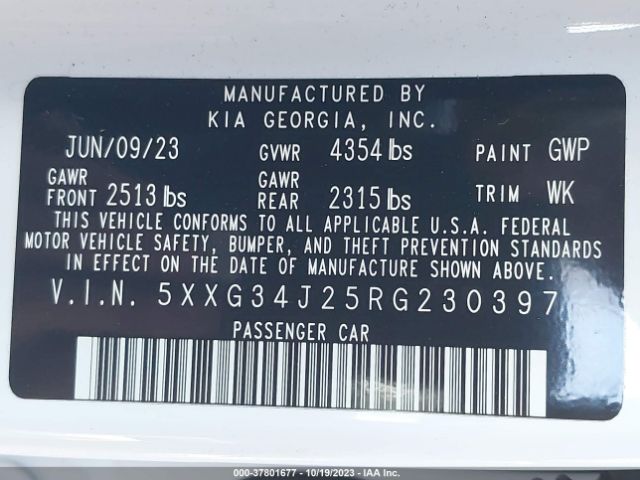 MANUFACTURED BY
KIA GEORGIA, INC.
JUN/09/23 GVWR 4354 lbs PAINT GWP
GAWR FRONT 2513 lbs GAWR REAR 2315 lbs TRIM WK
THIS VEHICLE CONFORMS TO ALL APPLICABLE U.S.A. FEDERAL
MOTOR VEHICLE SAFETY, BUMPER, AND THEFT PREVENTION STANDARDS
IN EFFECT ON THE DATE OF MANUFACTURE SHOWN ABOVE.
V.I.N. 5XXG34J25RG230397
PASSENGER CAR
000-37801677 - 10/19/2023 - IAA Inc.